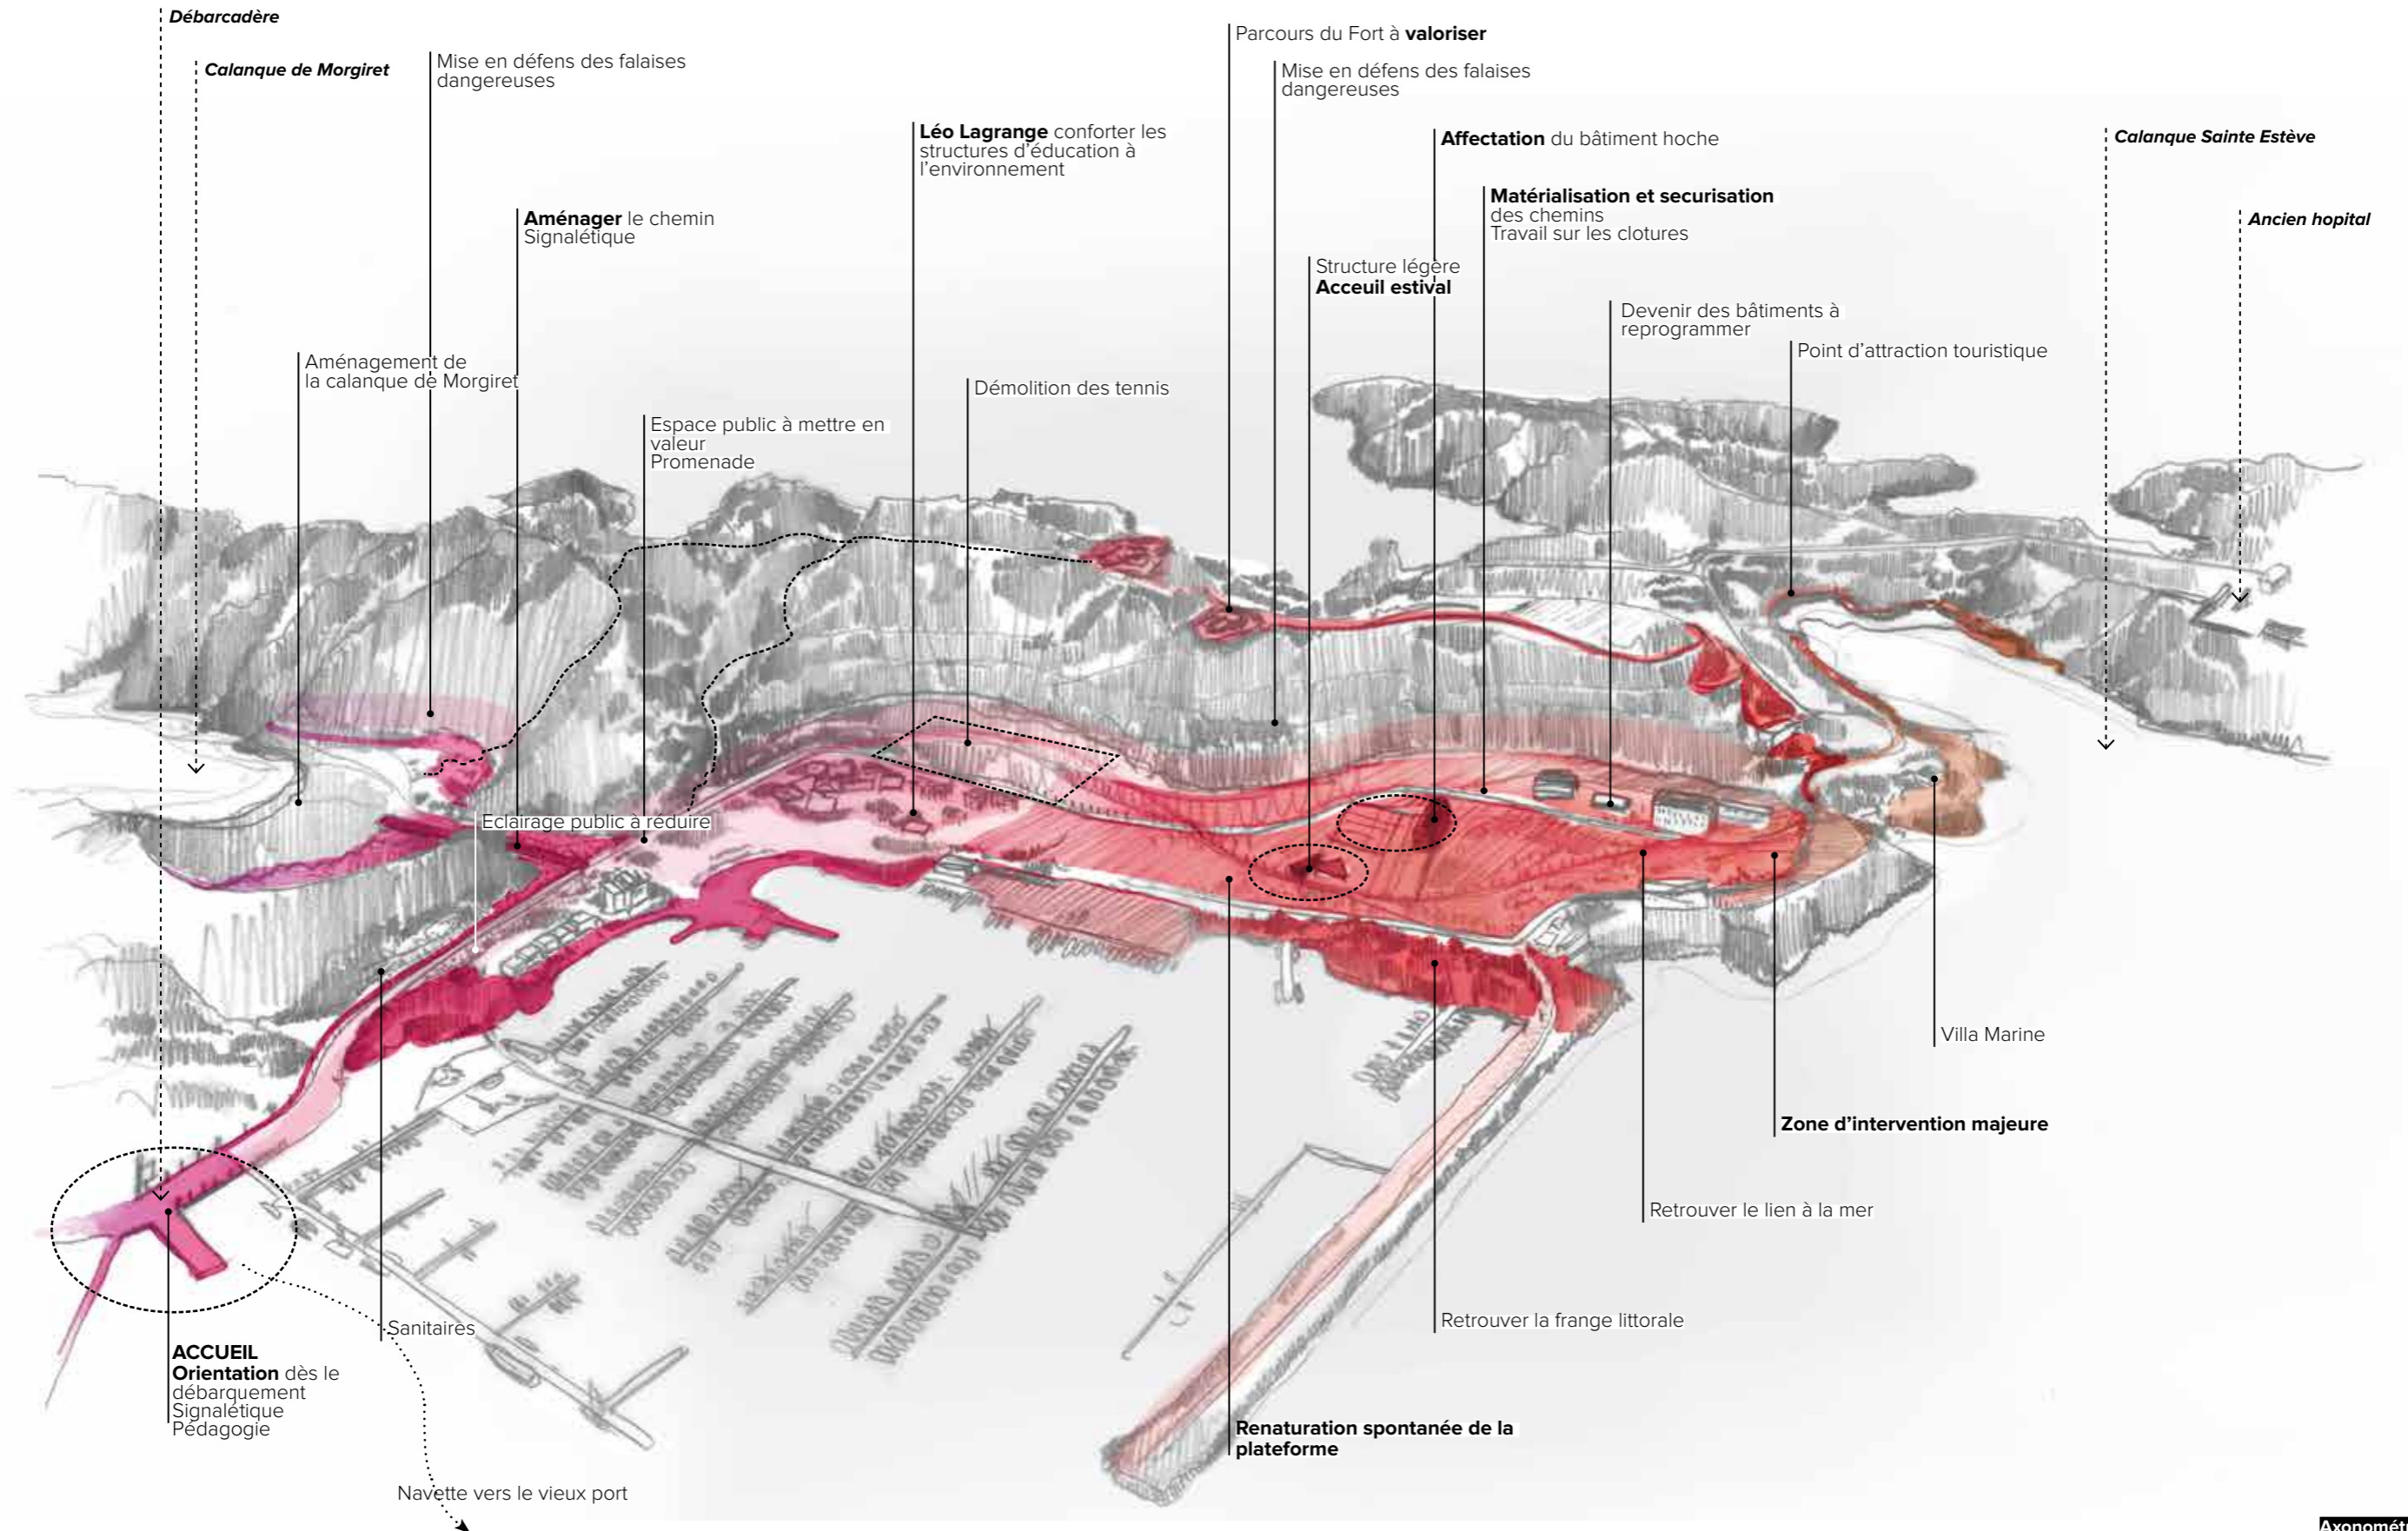 Débarcadère
Calanque de Morgiret
Mise en défens des falaises
dangereuses
Parcours du Fort à valoriser
Mise en défens des falaises
dangereuses
Léo Lagrange conforter les
structures d'éducation à
l'environnement
Affectation du bâtiment hoche
Calanque Sainte Estève
Matérialisation et securisation
des chemins
Travail sur les clotures
Aménager le chemin
Signalétique
Ancien hopital
Structure légère
Acceuil estival
Devenir des bâtiments à
reprogrammer
Point d'attraction touristique
Aménagement de
la calanque de Morgiret
Démolition des tennis
Espace public à mettre en
valeur
Promenade
Eclairage public à réduire
Villa Marine
Zone d'intervention majeure
Retrouver le lien à la mer
Retrouver la frange littorale
Sanitaires
ACCUEIL
Orientation dès le
débarquement
Signalétique
Pédagogie
Renaturation spontanée de la
plateforme
Navette vers le vieux port